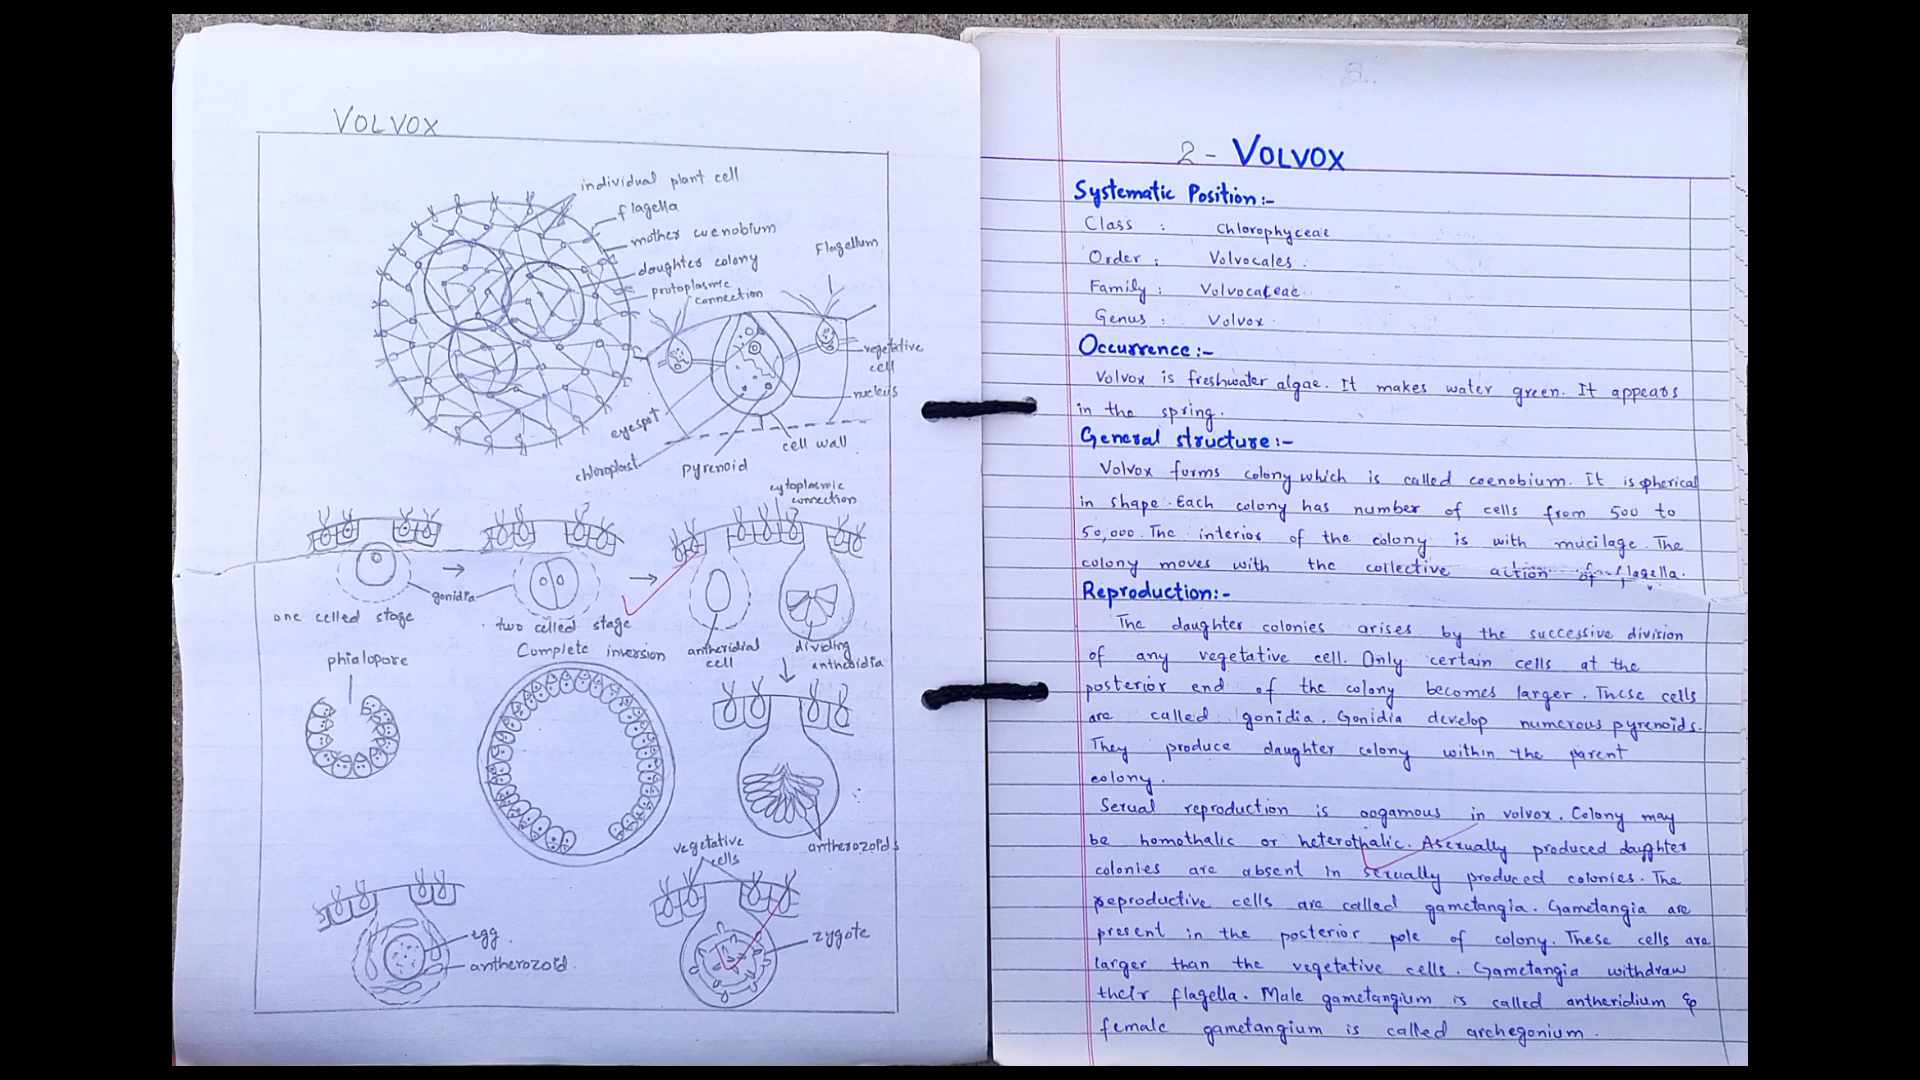 VOLVOX
individual plant cell
flagella
mother coenobium
daughter colony
protoplasmic
connection
Flagellum
vegetative
cell
nucleus
eyespot
cell wall
chloroplast
pyrenoid
cytoplasmic
connection
gonidia
one celled stage
two celled stage
antheridial
cell
dividing
antheridia
phialopore
Complete inversion
antherozoids
vegetative
cells
egg
antherozoid
zygote
2 - VOLVOX
Systematic Position:-
Class : Chlorophyceae
Order : Volvocales.
Family : Volvocaceae
Genus : Volvox.
Occurrence:-
Volvox is freshwater algae. It makes water green. It appears
in the spring.
General structure:-
Volvox forms colony which is called coenobium. It is spherical
in shape. Each colony has number of cells from 500 to
50,000. The interior of the colony is with mucilage. The
colony moves with the collective action of flagella.
Reproduction:-
The daughter colonies arises by the successive division
of any vegetative cell. Only certain cells at the
posterior end of the colony becomes larger. These cells
are called gonidia. Gonidia develop numerous pyrenoids.
They produce daughter colony within the parent
colony.
Sexual reproduction is oogamous in volvox. Colony may
be homothalic or heterothalic. Asexually produced daughter
colonies are absent in sexually produced colonies. The
reproductive cells are called gametangia. Gametangia are
present in the posterior pole of colony. These cells are
larger than the vegetative cells. Gametangia withdraw
their flagella. Male gametangium is called antheridium &
female gametangium is called archegonium.